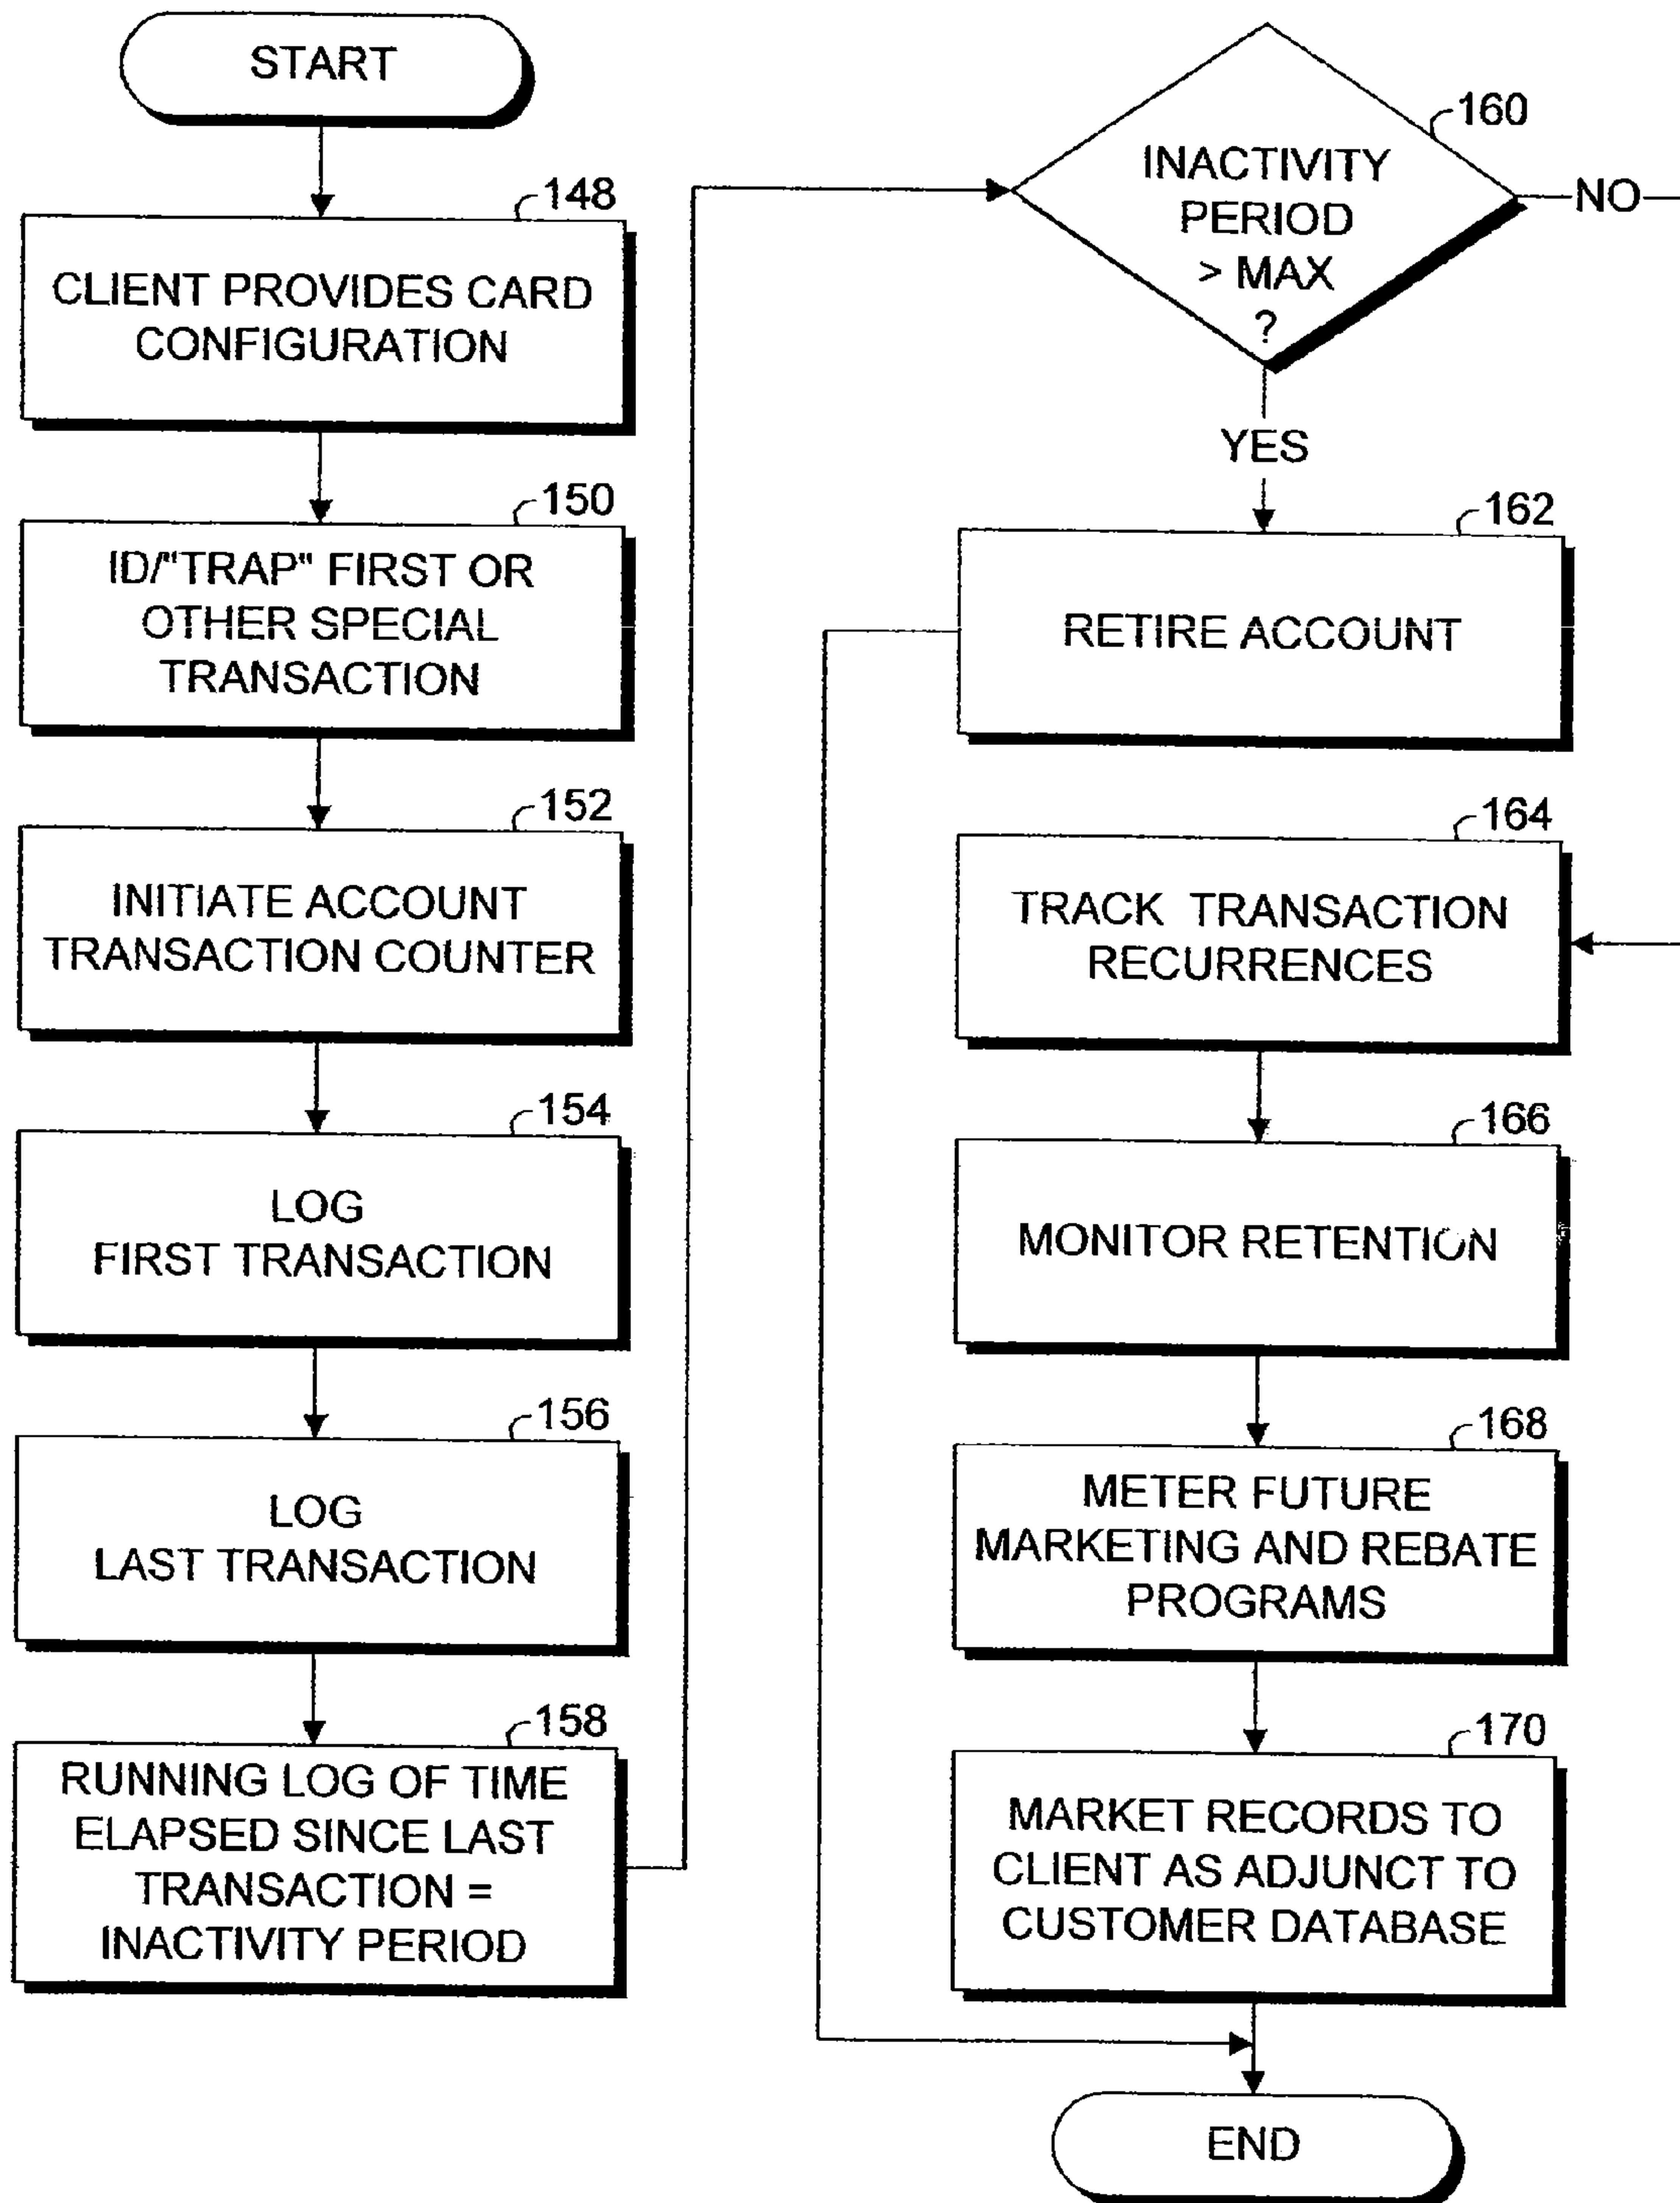 START
148
CLIENT PROVIDES CARD
CONFIGURATION
150
ID/"TRAP" FIRST OR
OTHER SPECIAL
TRANSACTION
152
INITIATE ACCOUNT
TRANSACTION COUNTER
154
LOG
FIRST TRANSACTION
156
LOG
LAST TRANSACTION
158
RUNNING LOG OF TIME
ELAPSED SINCE LAST
TRANSACTION =
INACTIVITY PERIOD
160
INACTIVITY
PERIOD
> MAX
?
NO
YES
162
RETIRE ACCOUNT
164
TRACK TRANSACTION
RECURRENCES
166
MONITOR RETENTION
168
METER FUTURE
MARKETING AND REBATE
PROGRAMS
170
MARKET RECORDS TO
CLIENT AS ADJUNCT TO
CUSTOMER DATABASE
END